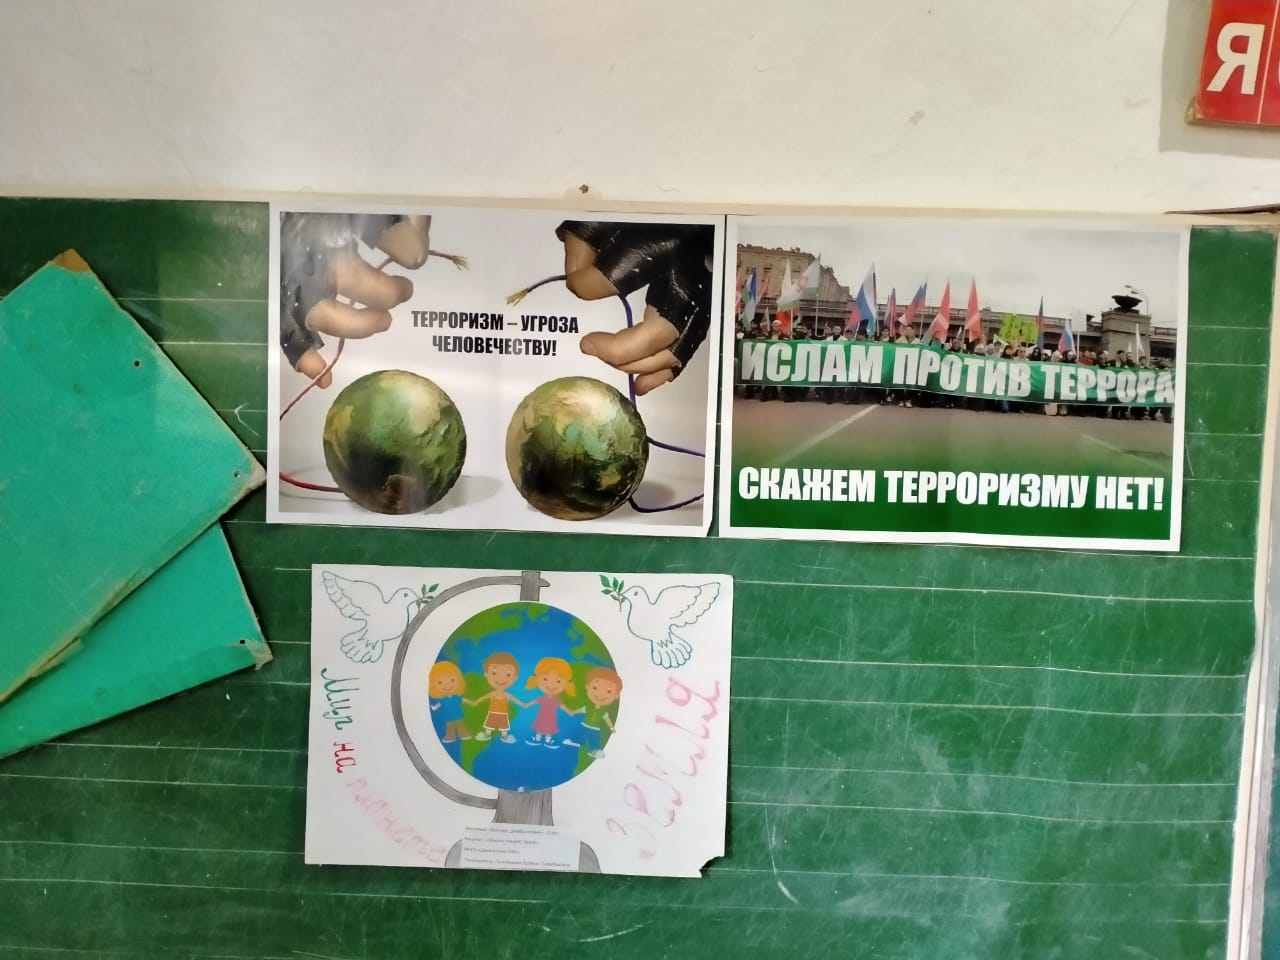 Я
ТЕРРОРИЗМ – УГРОЗА
ЧЕЛОВЕЧЕСТВУ!
ИСЛАМ ПРОТИВ ТЕРРОРА
СКАЖЕМ ТЕРРОРИЗМУ НЕТ!
Мир на планете
Земля